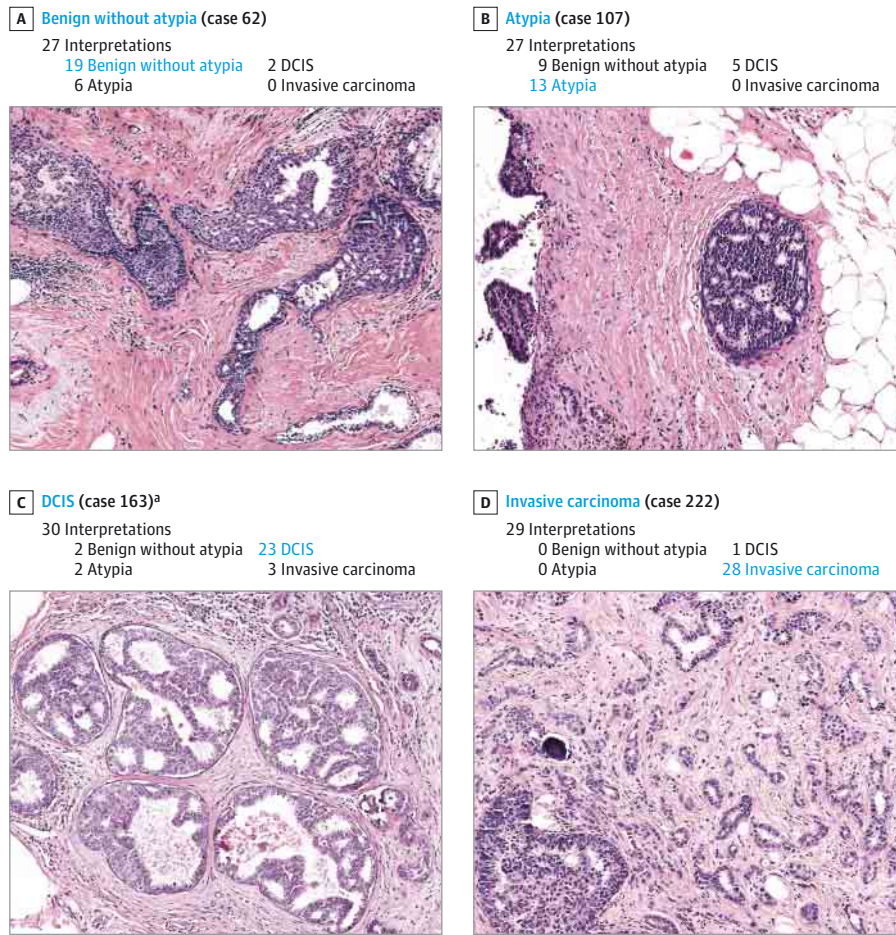 A Benign without atypia (case 62)
27 Interpretations
19 Benign without atypia 2 DCIS
6 Atypia 0 Invasive carcinoma
B Atypia (case 107)
27 Interpretations
9 Benign without atypia 5 DCIS
13 Atypia 0 Invasive carcinoma
C DCIS (case 163)a
30 Interpretations
2 Benign without atypia 23 DCIS
2 Atypia 3 Invasive carcinoma
D Invasive carcinoma (case 222)
29 Interpretations
0 Benign without atypia 1 DCIS
0 Atypia 28 Invasive carcinoma